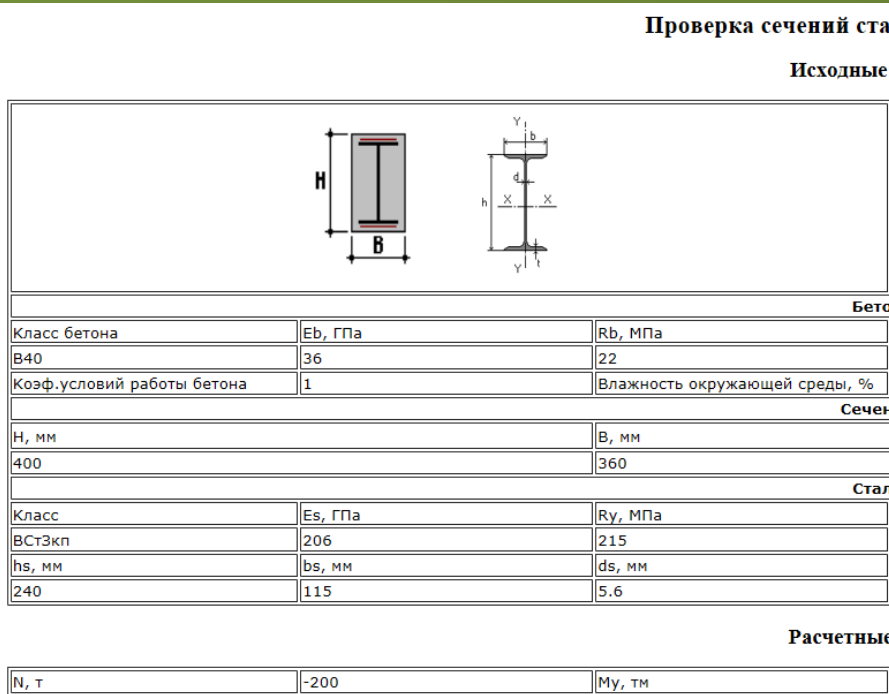 Проверка сечений ста
Исходные
Y
b
H
d
h
X
X
B
Y
t
Бето
Класс бетона Eb, ГПа Rb, МПа
B40 36 22
Коэф.условий работы бетона 1 Влажность окружающей среды, %
Сечен
H, мм B, мм
400 360
Стал
Класс Es, ГПа Ry, МПа
ВСт3кп 206 215
hs, мм bs, мм ds, мм
240 115 5.6
Расчетные
N, т -200 My, тм